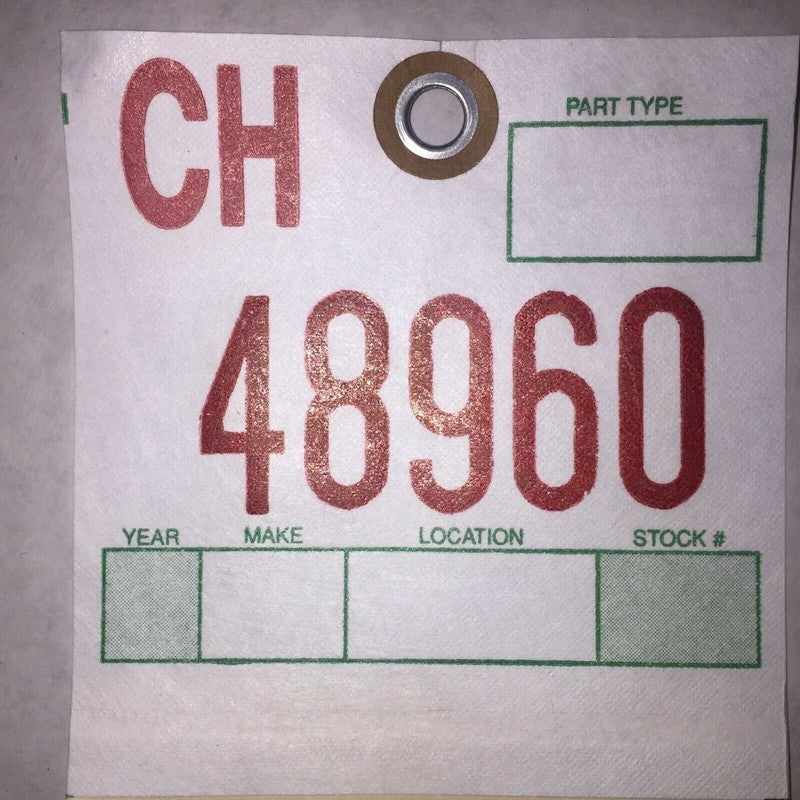 CH
PART TYPE
48960
YEAR MAKE LOCATION STOCK #